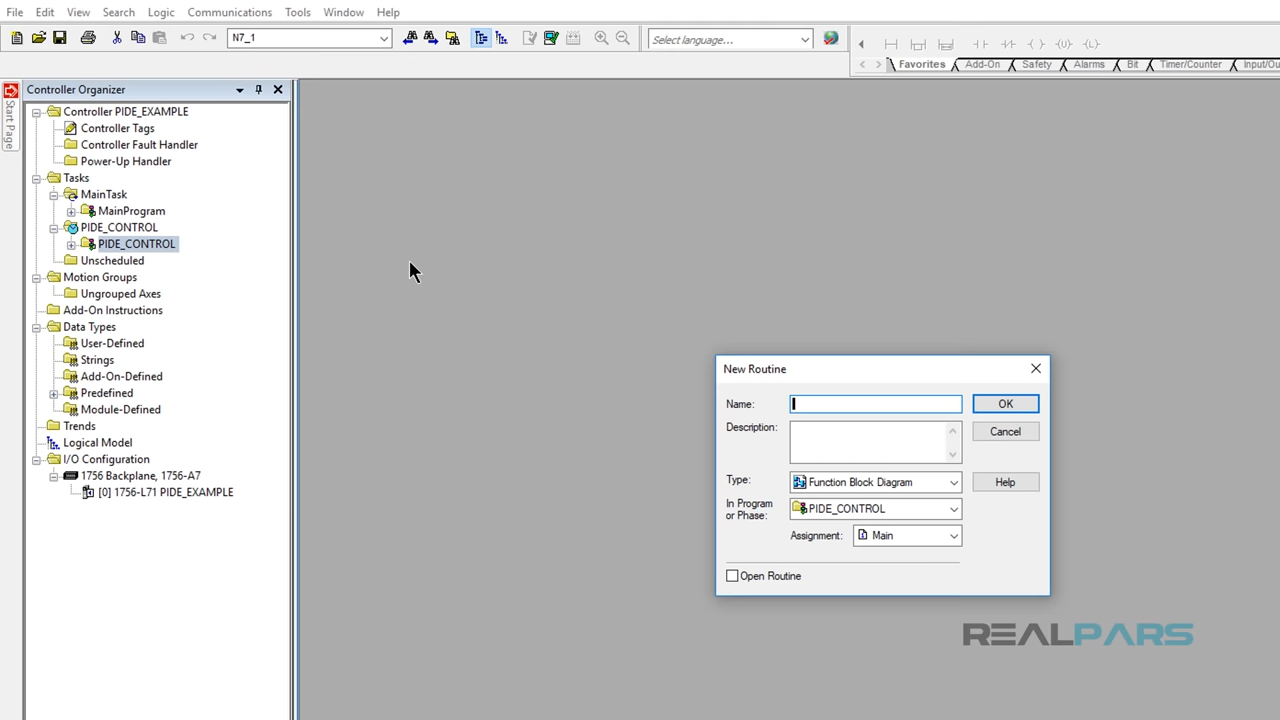 File Edit View Search Logic Communications Tools Window Help
N7_1
Select language...
Favorites Add-On Safety Alarms Bit Timer/Counter Input/Ou
Start Page
Controller Organizer
Controller PIDE_EXAMPLE
Controller Tags
Controller Fault Handler
Power-Up Handler
Tasks
MainTask
MainProgram
PIDE_CONTROL
PIDE_CONTROL
Unscheduled
Motion Groups
Ungrouped Axes
Add-On Instructions
Data Types
User-Defined
Strings
Add-On-Defined
Predefined
Module-Defined
Trends
Logical Model
I/O Configuration
1756 Backplane, 1756-A7
[0] 1756-L71 PIDE_EXAMPLE
New Routine
Name: OK
Description: Cancel
Type: Function Block Diagram Help
In Program
or Phase: PIDE_CONTROL
Assignment: Main
Open Routine
REALPARS